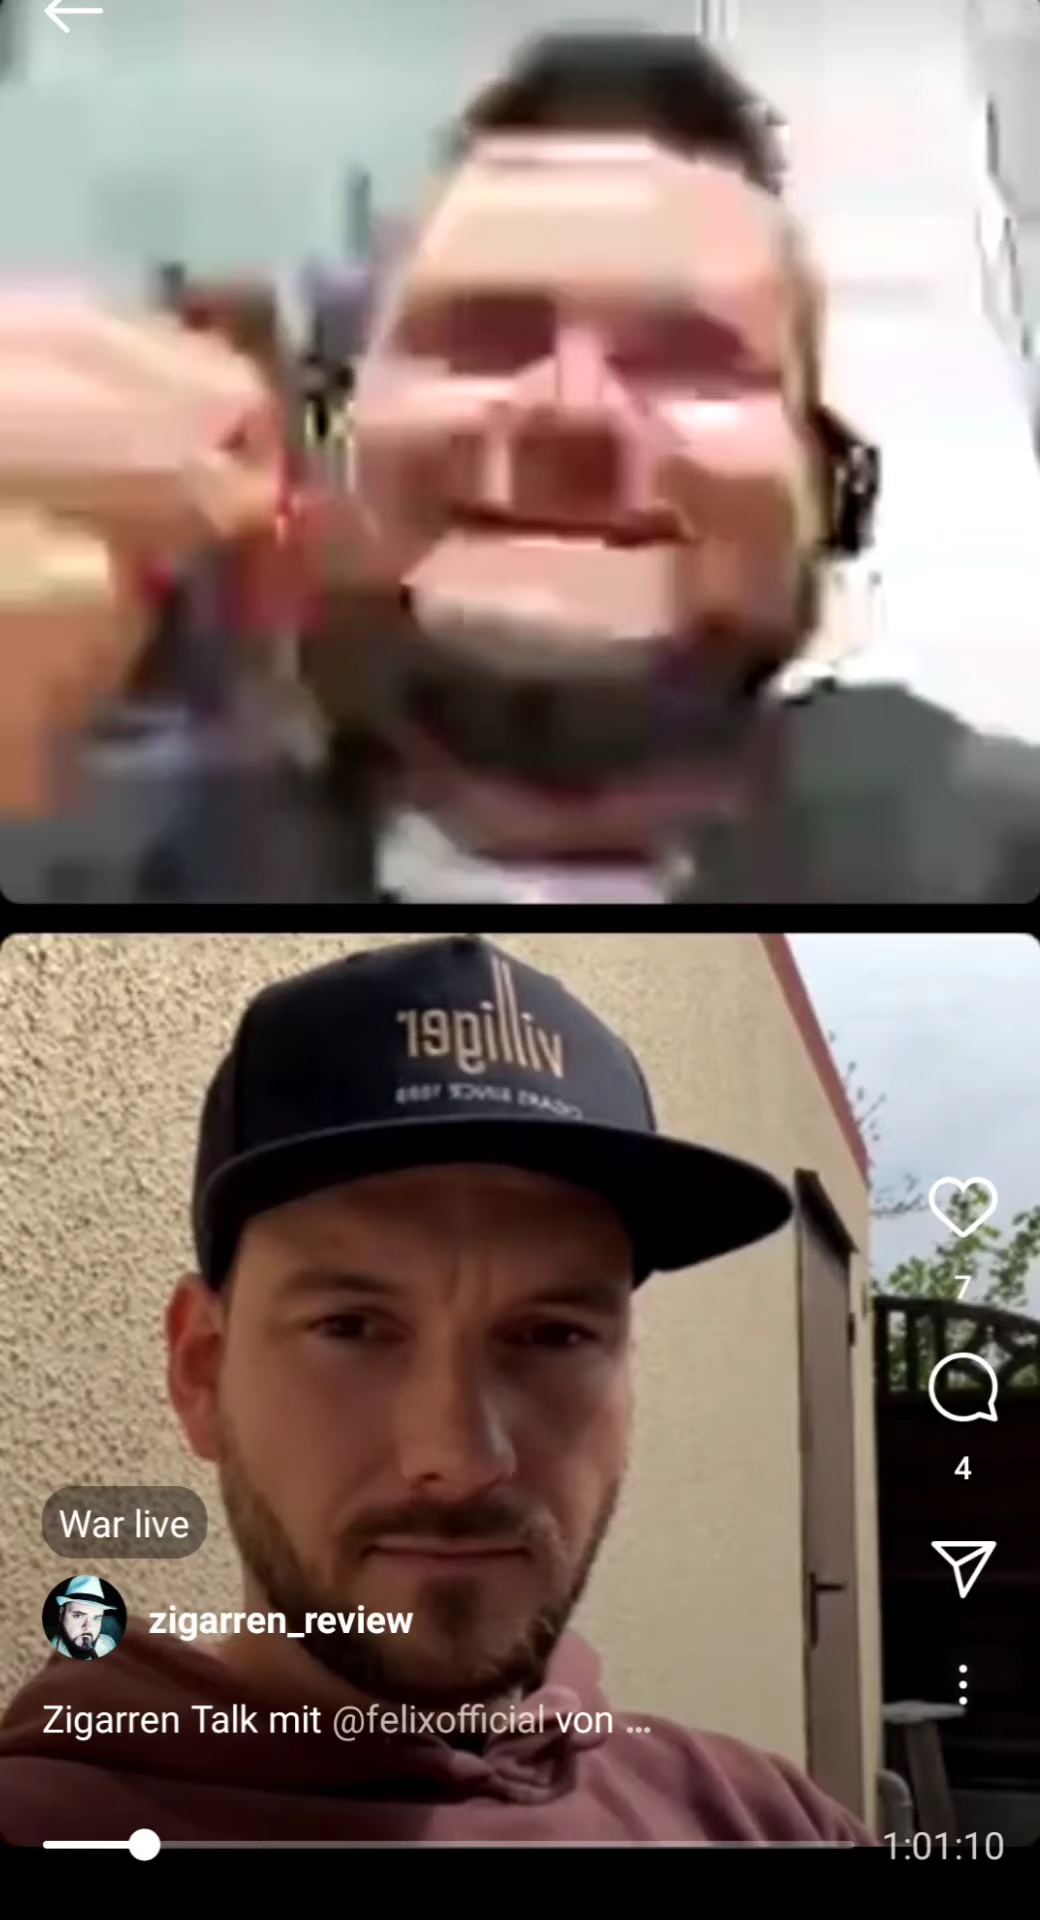 villiger
CIGARS SINCE 1888
7
4
War live
zigarren_review
Zigarren Talk mit @felixofficial von ...
1:01:10